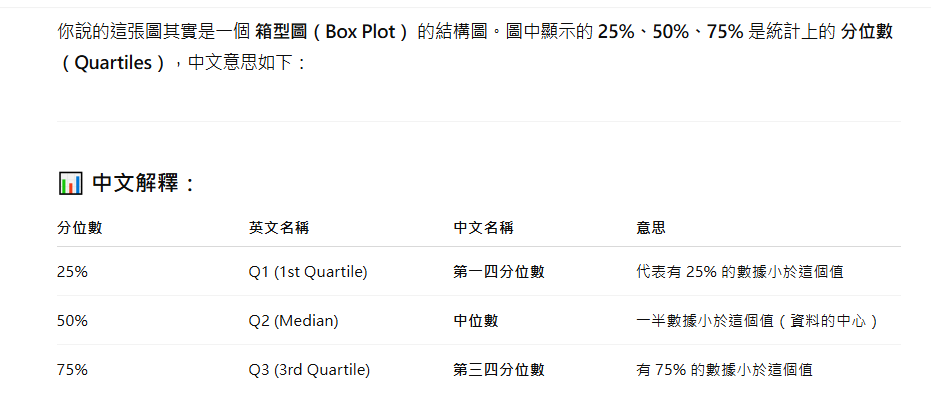 你說的這張圖其實是一個 箱型圖（Box Plot） 的結構圖。圖中顯示的 25%、50%、75% 是統計上的 分位數
（Quartiles），中文意思如下：
📊 中文解釋：
分位數 英文名稱 中文名稱 意思
25% Q1 (1st Quartile) 第一四分位數 代表有 25% 的數據小於這個值
50% Q2 (Median) 中位數 一半數據小於這個值（資料的中心）
75% Q3 (3rd Quartile) 第三四分位數 有 75% 的數據小於這個值